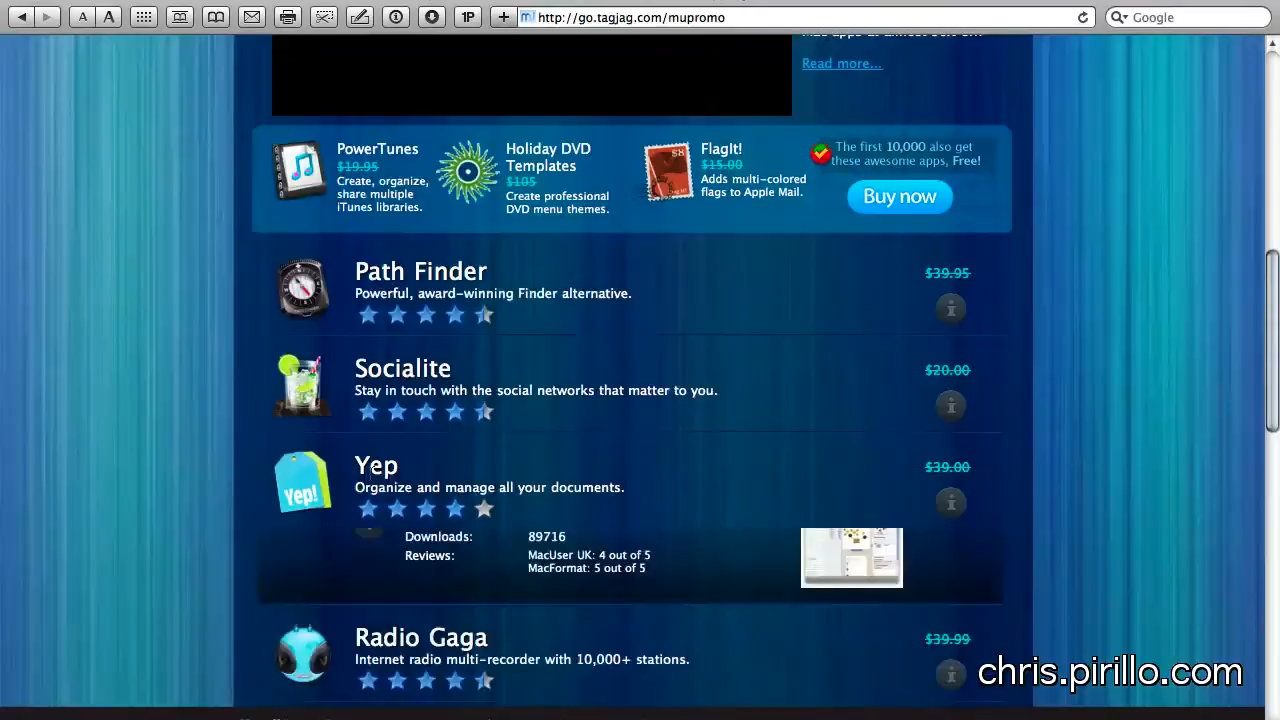 A A 1P + http://go.tagjag.com/mupromo Google
Read more...
PowerTunes
$19.95
Create, organize,
share multiple
iTunes libraries.
Holiday DVD
Templates
$105
Create professional
DVD menu themes.
$8
FlagIt!
$15.00
Adds multi-colored
flags to Apple Mail.
The first 10,000 also get
these awesome apps, Free!
Buy now
Path Finder
$39.95
Powerful, award-winning Finder alternative.
Socialite
$20.00
Stay in touch with the social networks that matter to you.
Yep!
Yep
$39.00
Organize and manage all your documents.
Downloads: 89716
Reviews: MacUser UK: 4 out of 5
MacFormat: 5 out of 5
Radio Gaga
$39.99
Internet radio multi-recorder with 10,000+ stations.
chris.pirillo.com